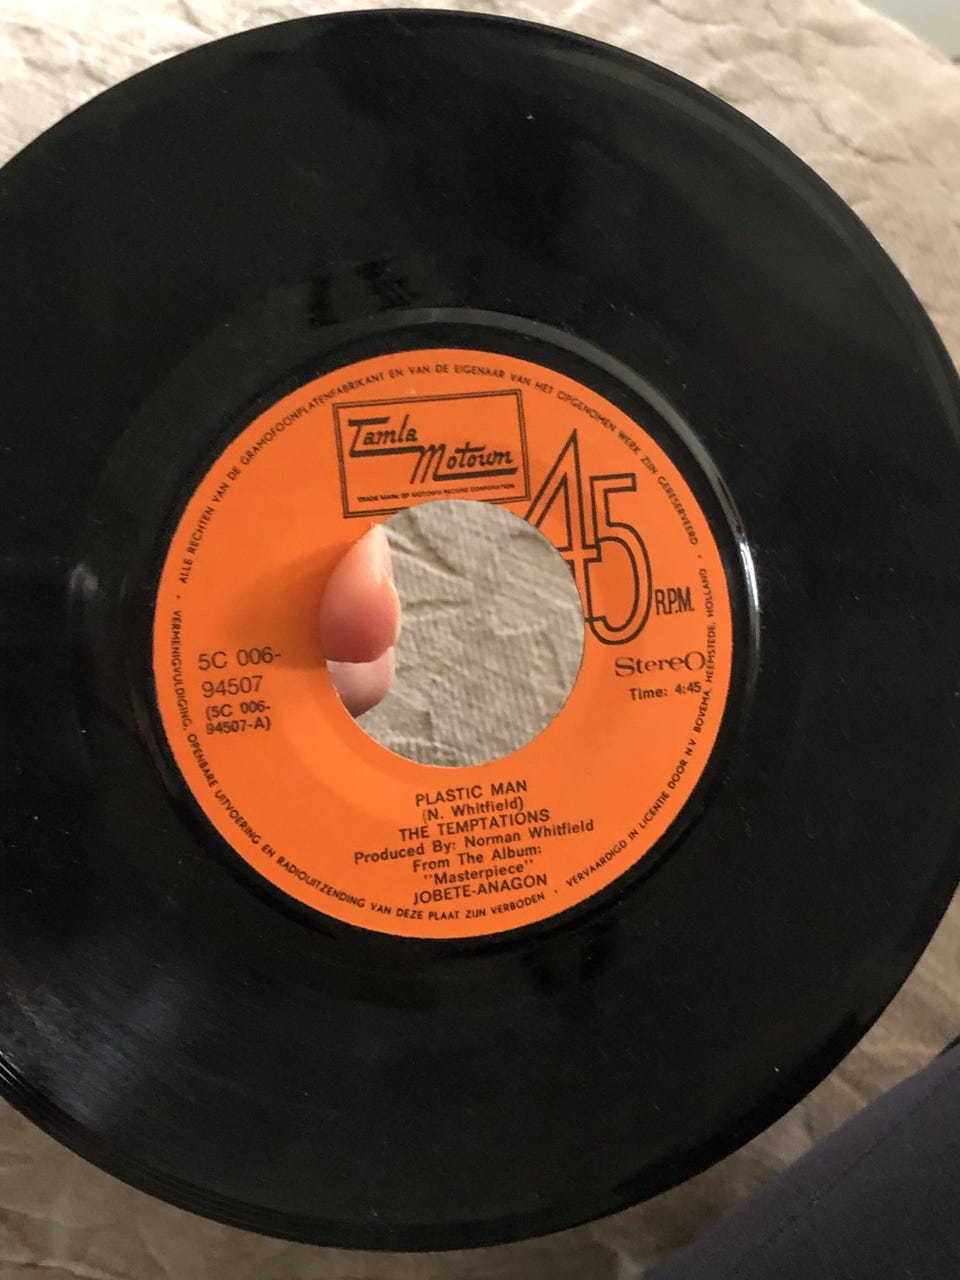 ALLE RECHTEN VAN DE GRAMOFOONPLATENFABRIKANT EN VAN DE EIGENAAR VAN HET OPGENOMEN WERK ZIJN GERESERVEERD •
Tamla
Motown
TRADE MARK OF MOTOWN RECORD CORPORATION
45
R.P.M.
Stereo
Time: 4:45
5C 006-
94507
(5C 006-
94507-A)
PLASTIC MAN
(N. Whitfield)
THE TEMPTATIONS
Produced By: Norman Whitfield
From The Album:
"Masterpiece"
JOBETE-ANAGON
• VERMENIGVULDIGING, OPENBARE UITVOERING EN RADIOUITZENDING VAN DEZE PLAAT ZIJN VERBODEN •
VERVAARDIGD IN LICENTIE DOOR N.V. BOVEMA, HEEMSTEDE, HOLLAND